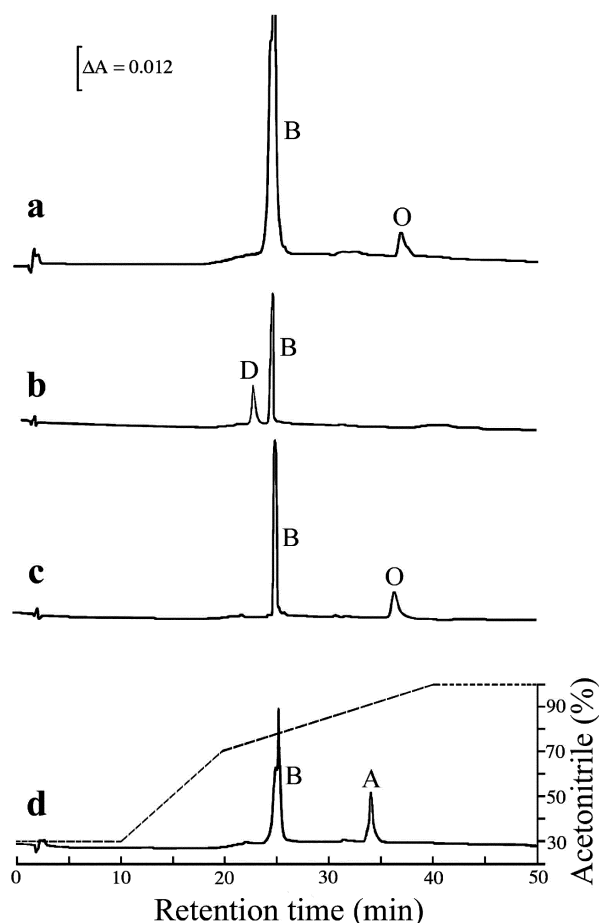 ΔA = 0.012
B
a
O
D
B
b
B
c
O
90
70
B
A
50
d
30
Acetonitrile (%)
0 10 20 30 40 50
Retention time (min)